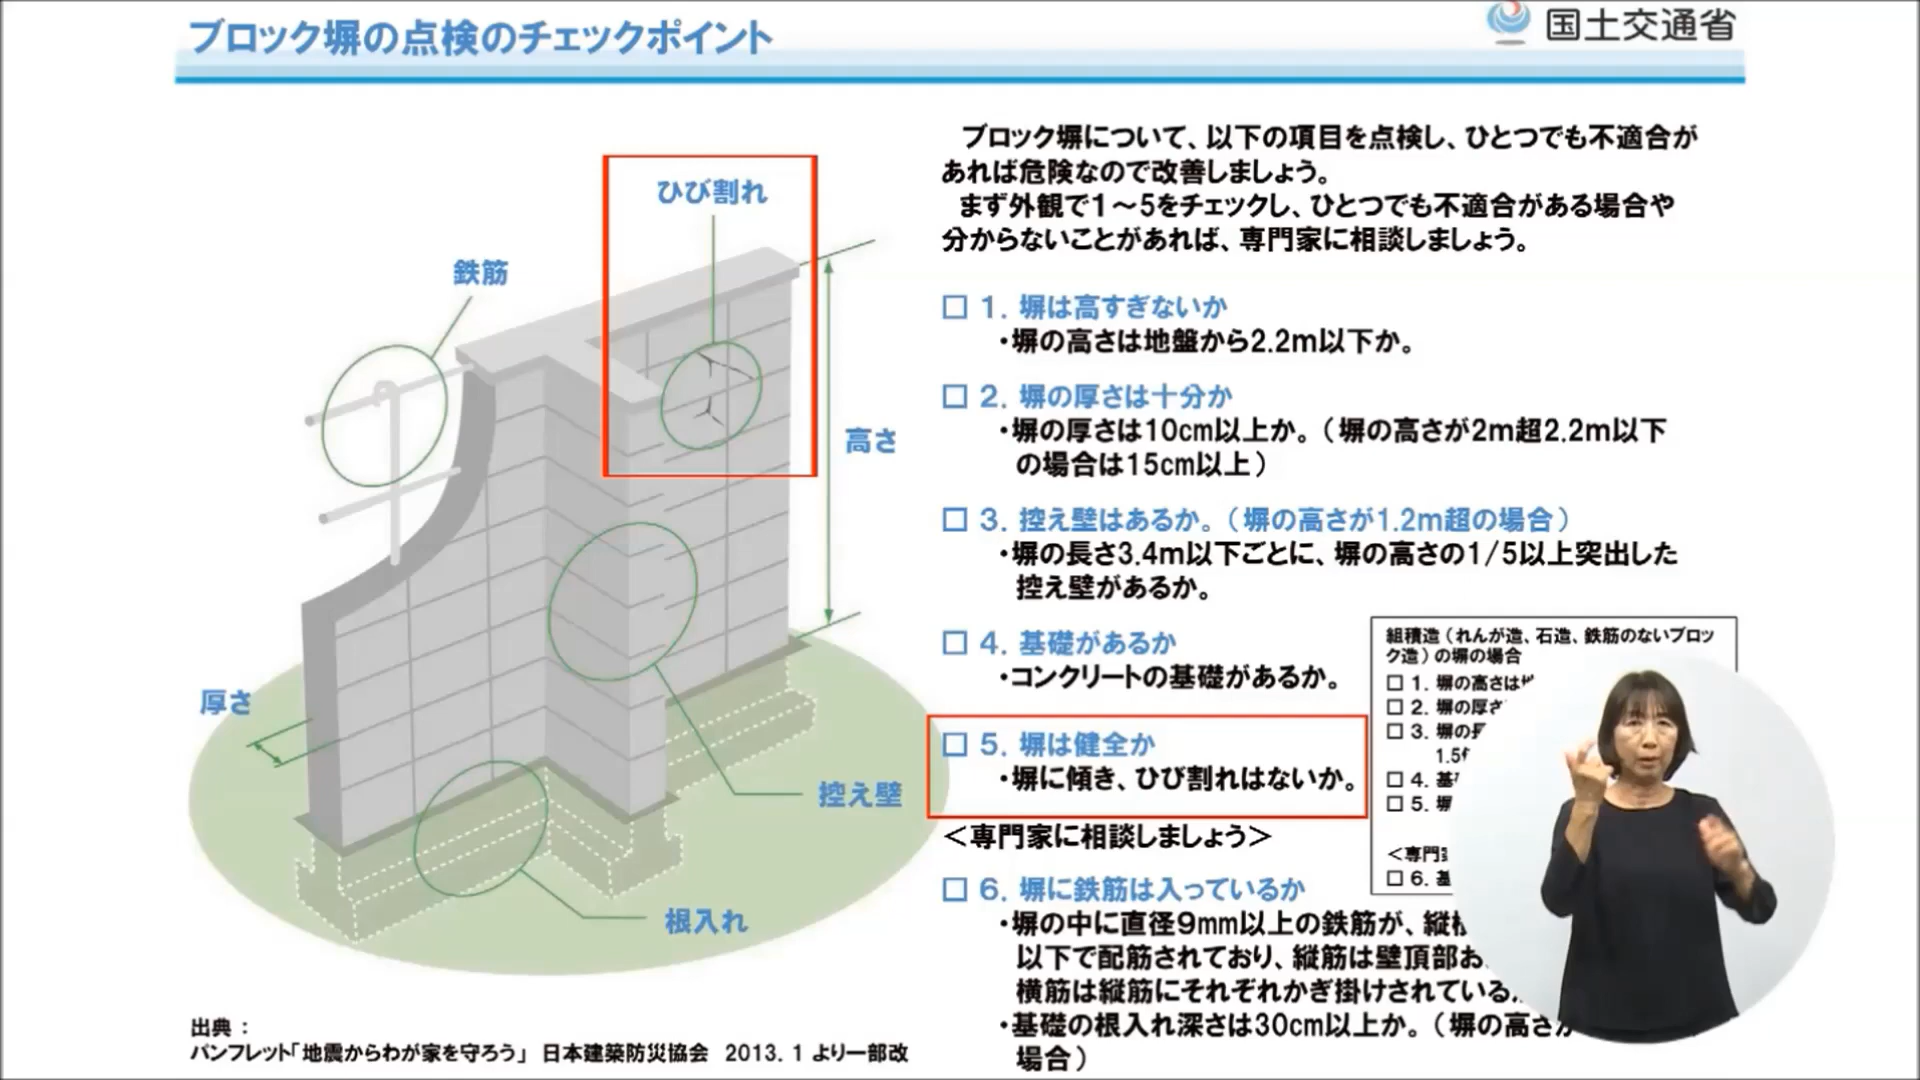 ブロック塀の点検のチェックポイント
国土交通省
ブロック塀について、以下の項目を点検し、ひとつでも不適合が
あれば危険なので改善しましょう。
まず外観で1～5をチェックし、ひとつでも不適合がある場合や
分からないことがあれば、専門家に相談しましょう。
ひび割れ
鉄筋
高さ
厚さ
控え壁
根入れ
□ 1. 塀は高すぎないか
・塀の高さは地盤から2.2m以下か。
□ 2. 塀の厚さは十分か
・塀の厚さは10cm以上か。（塀の高さが2m超2.2m以下
の場合は15cm以上）
□ 3. 控え壁はあるか。（塀の高さが1.2m超の場合）
・塀の長さ3.4m以下ごとに、塀の高さの1/5以上突出した
控え壁があるか。
□ 4. 基礎があるか
・コンクリートの基礎があるか。
□ 5. 塀は健全か
・塀に傾き、ひび割れはないか。
＜専門家に相談しましょう＞
□ 6. 塀に鉄筋は入っているか
・塀の中に直径9mm以上の鉄筋が、縦
以下で配筋されており、縦筋は壁頂部お
横筋は縦筋にそれぞれかぎ掛けされている
・基礎の根入れ深さは30cm以上か。（塀の高さ
場合）
組積造（れんが造、石造、鉄筋のないブロッ
ク造）の塀の場合
□ 1. 塀の高さは
□ 2. 塀の厚さ
□ 3. 塀の
1.5
□ 4. 基
□ 5. 塀
＜専門
□ 6. 基
出典：
パンフレット「地震からわが家を守ろう」 日本建築防災協会 2013.1 より一部改